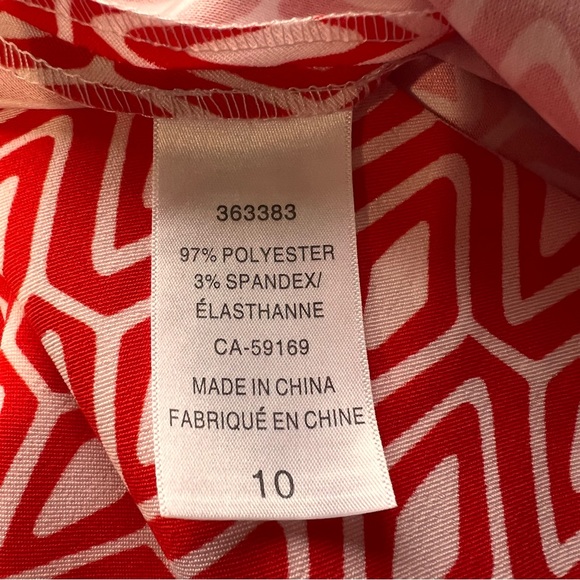 363383
97% POLYESTER
3% SPANDEX/
ÉLASTHANNE
CA-59169
MADE IN CHINA
FABRIQUÉ EN CHINE
10